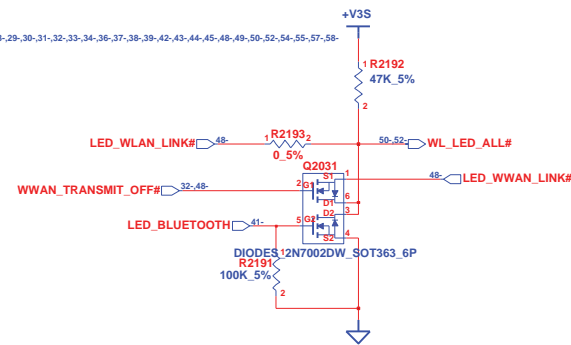 +V3S
,29-,30-,31-,32-,33-,34-,36-,37-,38-,39-,42-,43-,44-,45-,48-,49-,50-,52-,54-,55-,57-,58-
1 R2192
47K_5%
2
LED_WLAN_LINK# 48- 1 R2193 2 50-,52- WL_LED_ALL#
0_5%
Q2031
S1 1 48- LED_WWAN_LINK#
WWAN_TRANSMIT_OFF# 32-,48- 2 G1
D1 6
D2 3
LED_BLUETOOTH 41- 5 G2
S2 4
DIODES_2N7002DW_SOT363_6P
1
R2191
100K_5%
2